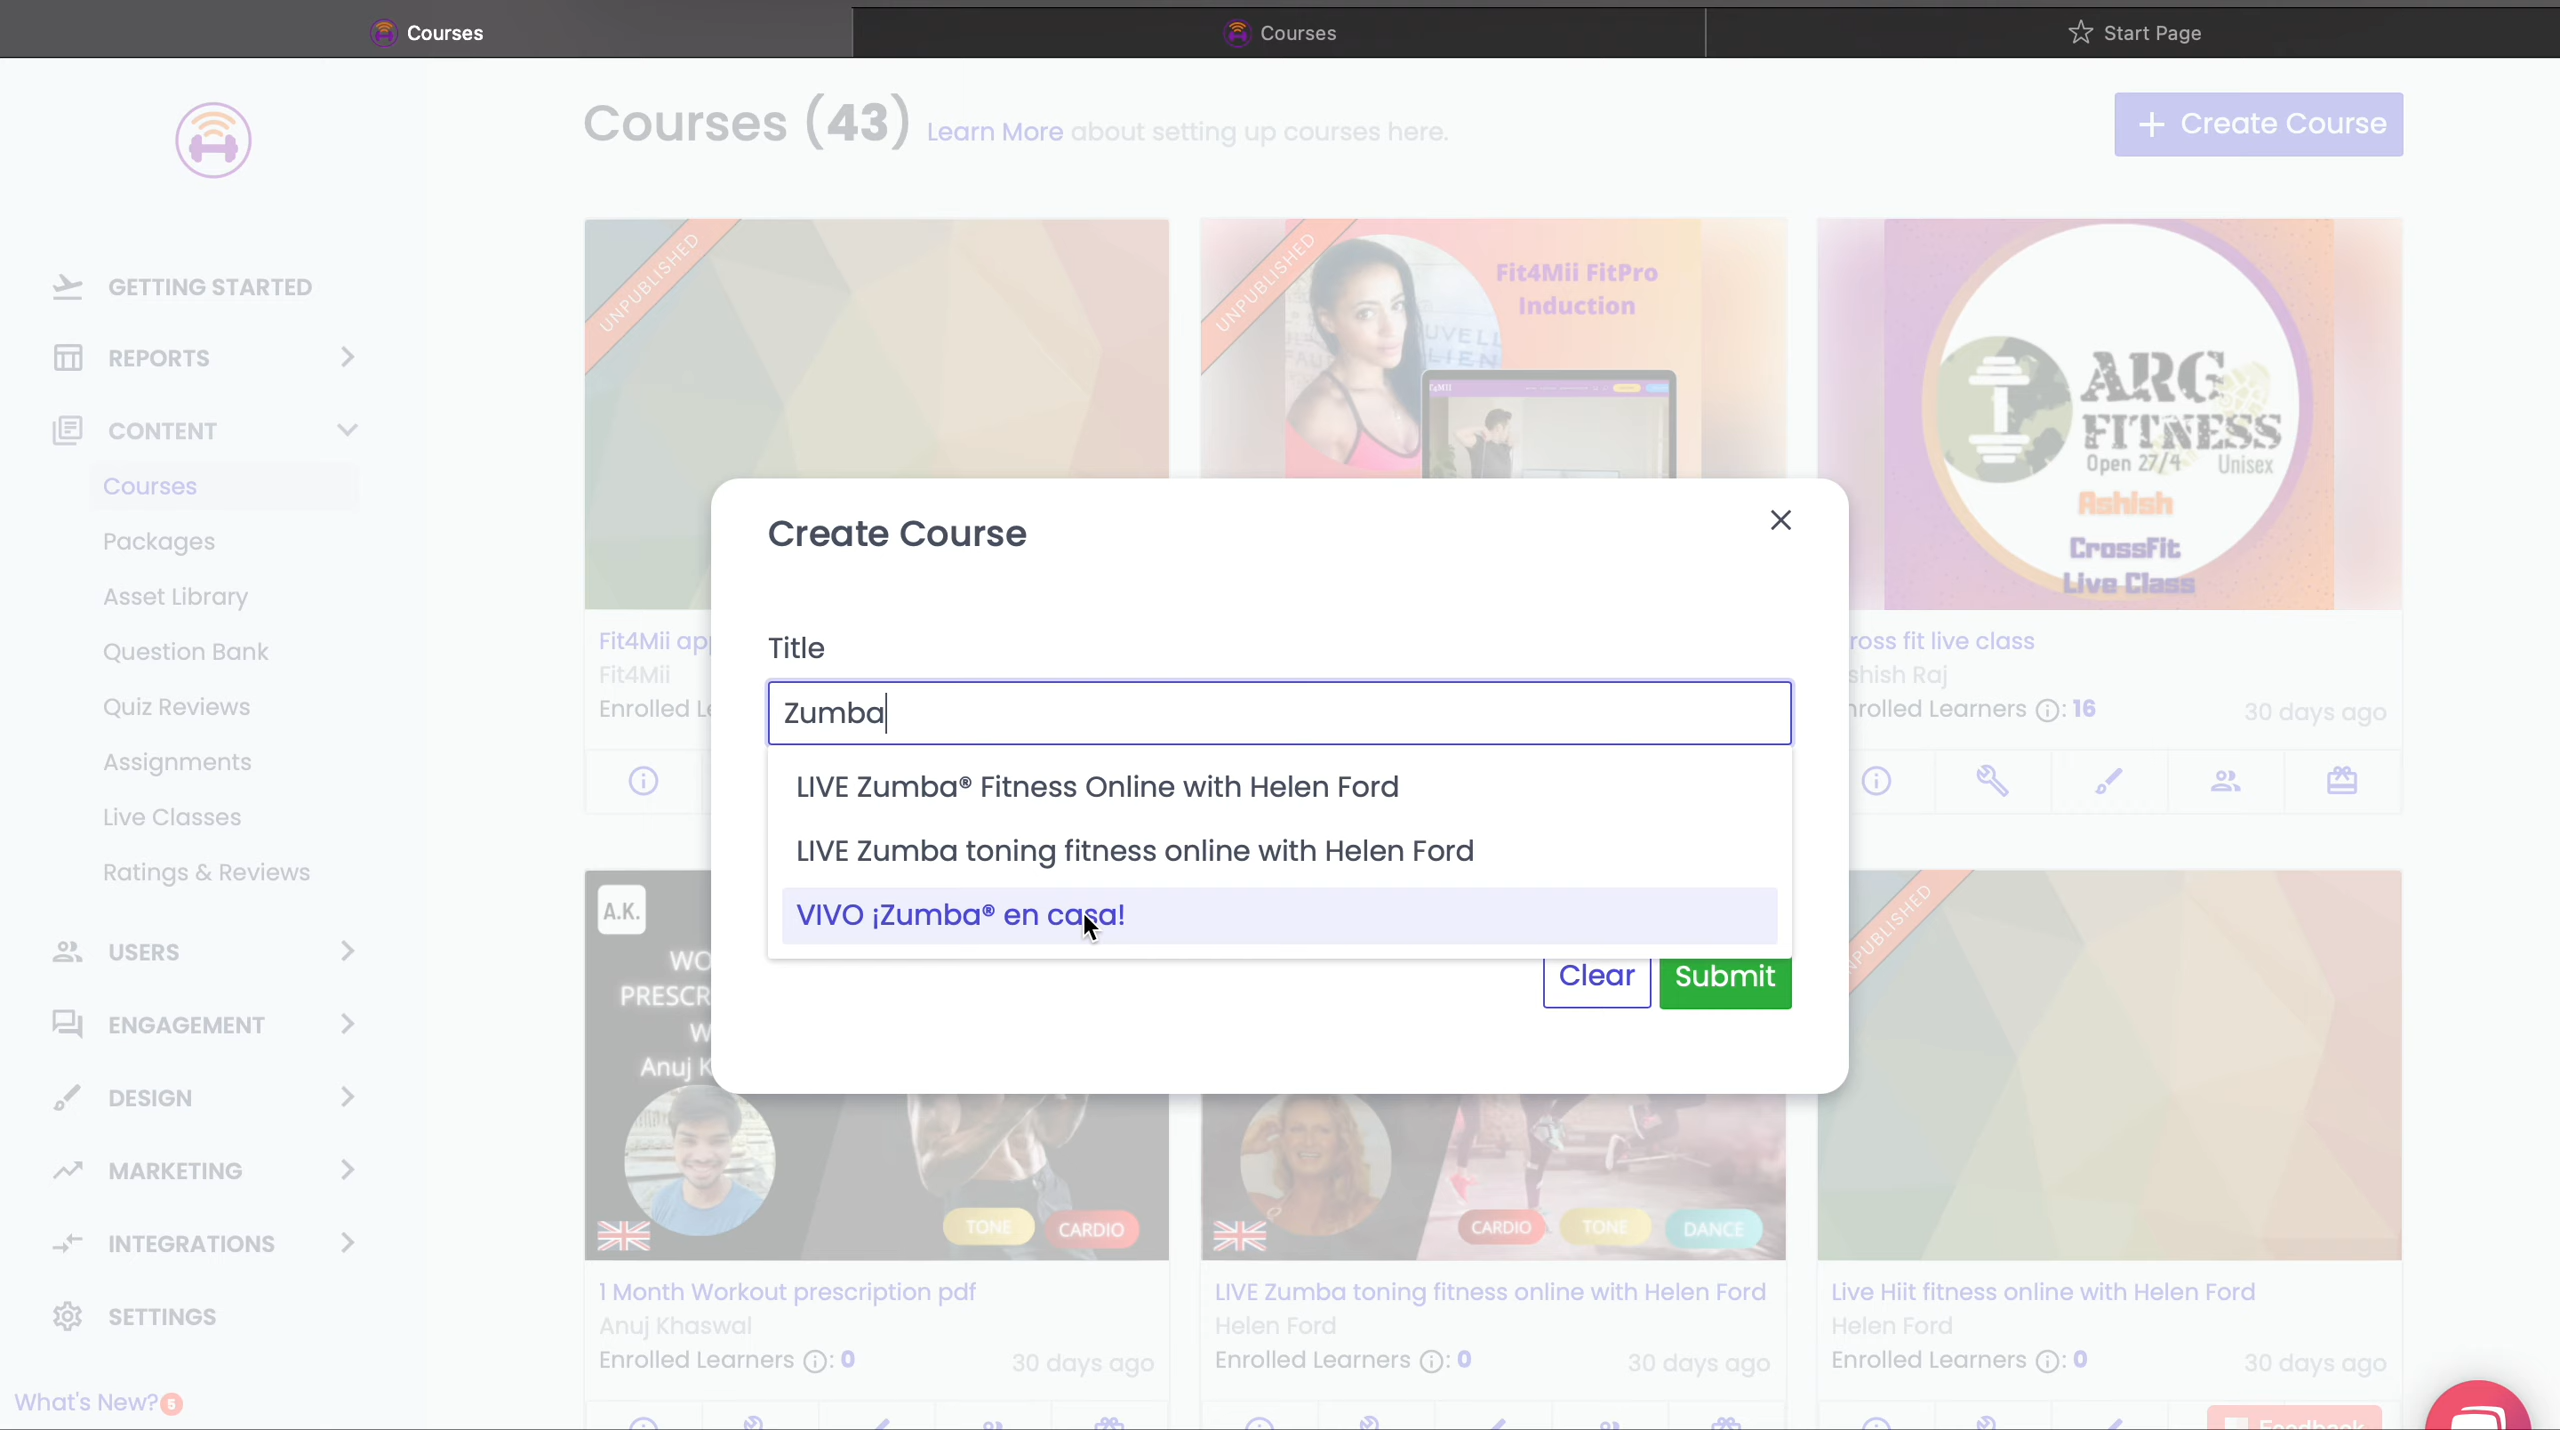 Courses
Courses
Start Page
Courses (43) Learn More about setting up courses here.
+ Create Course
GETTING STARTED
REPORTS
CONTENT
Courses
Packages
Asset Library
Question Bank
Quiz Reviews
Assignments
Live Classes
Ratings & Reviews
USERS
ENGAGEMENT
DESIGN
MARKETING
INTEGRATIONS
SETTINGS
What's New? 5
UNPUBLISHED
UNPUBLISHED
Fit4Mii FitPro
Induction
ARG
FITNESS
Open 27/4 Unisex
Ashish
CrossFit
Live Class
Fit4Mii
Fit4Mii
Enrolled
fit live class
Raj
Learners : 16
30 days ago
Create Course
Title
Zumba
LIVE Zumba® Fitness Online with Helen Ford
LIVE Zumba toning fitness online with Helen Ford
VIVO ¡Zumba® en casa!
Clear
Submit
A.K.
Anuj
TONE
CARDIO
CARDIO
TONE
DANCE
1 Month Workout prescription pdf
Anuj Khaswal
Enrolled Learners : 0
30 days ago
LIVE Zumba toning fitness online with Helen Ford
Helen Ford
Enrolled Learners : 0
30 days ago
Live Hiit fitness online with Helen Ford
Helen Ford
Enrolled Learners : 0
30 days ago
Feedback